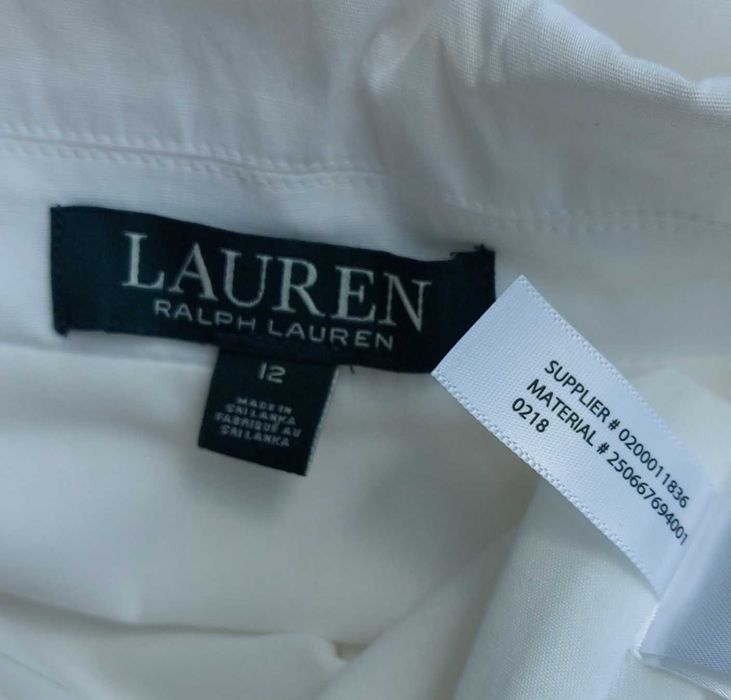 LAUREN
RALPH LAUREN
12
MADE IN
SRI LANKA
FABRIQUÉ AU
SRI LANKA
SUPPLIER # 0200011836
MATERIAL # 250667694001
0218